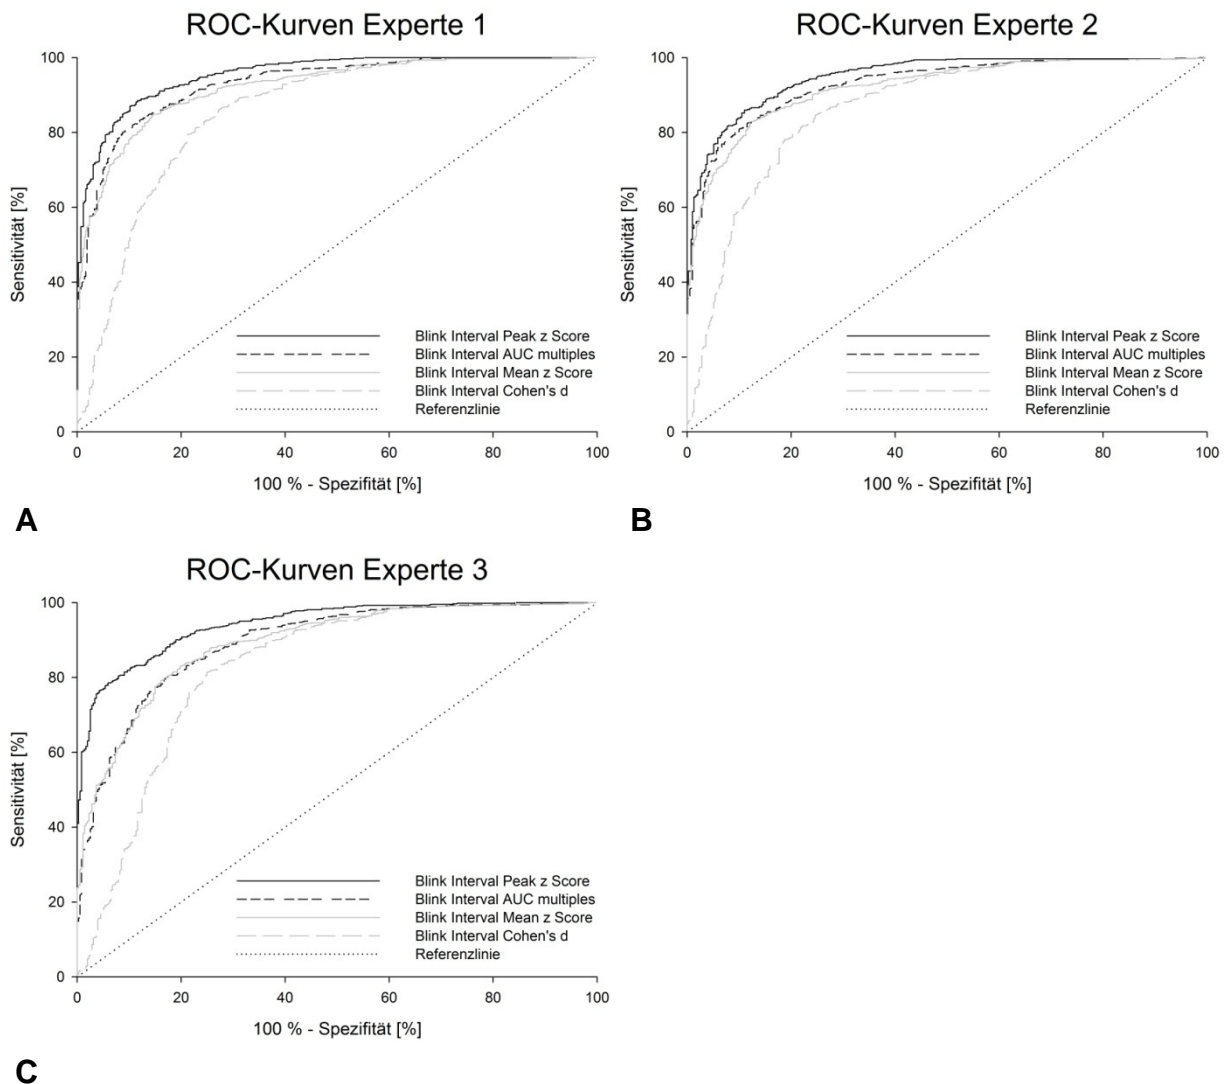 ROC-Kurven Experte 1
100
80
60
40
20
0
Sensitivität [%]
Blink Interval Peak z Score
Blink Interval AUC multiples
Blink Interval Mean z Score
Blink Interval Cohen's d
Referenzlinie
0 20 40 60 80 100
100 % - Spezifität [%]
A
ROC-Kurven Experte 2
100
80
60
40
20
0
Sensitivität [%]
Blink Interval Peak z Score
Blink Interval AUC multiples
Blink Interval Mean z Score
Blink Interval Cohen's d
Referenzlinie
0 20 40 60 80 100
100 % - Spezifität [%]
B
ROC-Kurven Experte 3
100
80
60
40
20
0
Sensitivität [%]
Blink Interval Peak z Score
Blink Interval AUC multiples
Blink Interval Mean z Score
Blink Interval Cohen's d
Referenzlinie
0 20 40 60 80 100
100 % - Spezifität [%]
C